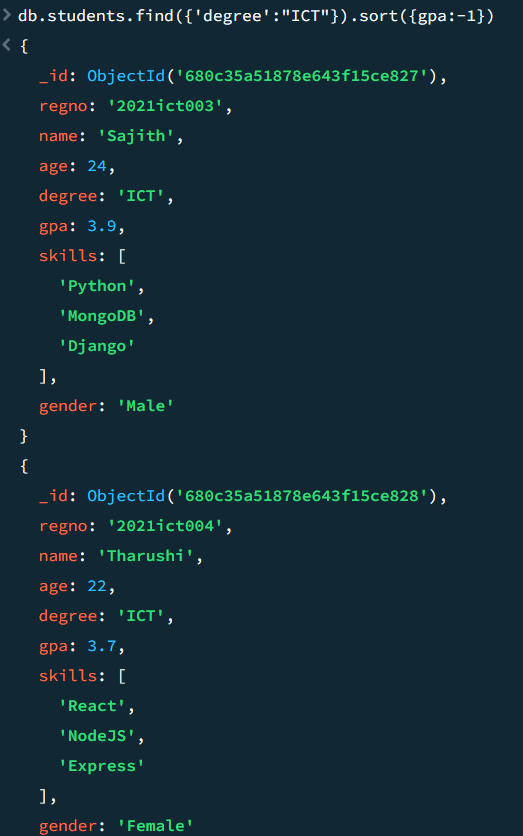 db.students.find({'degree':"ICT"}).sort({gpa:-1})
{
_id: ObjectId('680c35a51878e643f15ce827'),
regno: '2021ict003',
name: 'Sajith',
age: 24,
degree: 'ICT',
gpa: 3.9,
skills: [
'Python',
'MongoDB',
'Django'
],
gender: 'Male'
}
{
_id: ObjectId('680c35a51878e643f15ce828'),
regno: '2021ict004',
name: 'Tharushi',
age: 22,
degree: 'ICT',
gpa: 3.7,
skills: [
'React',
'NodeJS',
'Express'
],
gender: 'Female'